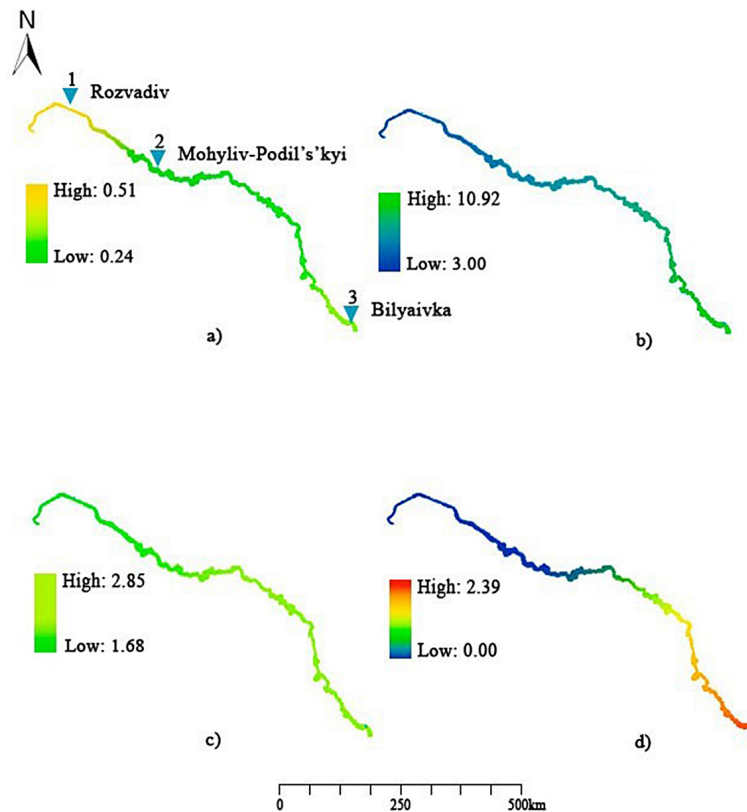 N
1
Rozvadiv
2
Mohyliv-Podil's'kyi
High: 0.51
Low: 0.24
3
Bilyaivka
a)
High: 10.92
Low: 3.00
b)
High: 2.85
Low: 1.68
c)
High: 2.39
Low: 0.00
d)
0 250 500km